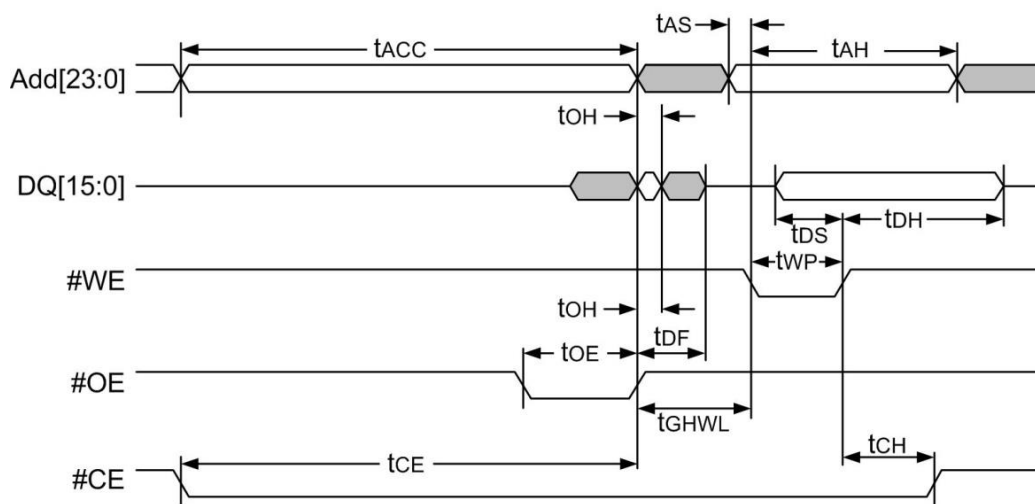 tAS
tACC
tAH
Add[23:0]
tOH
DQ[15:0]
tDS
tDH
tWP
#WE
tOH
tDF
tOE
#OE
tGHWL
tCH
tCE
#CE